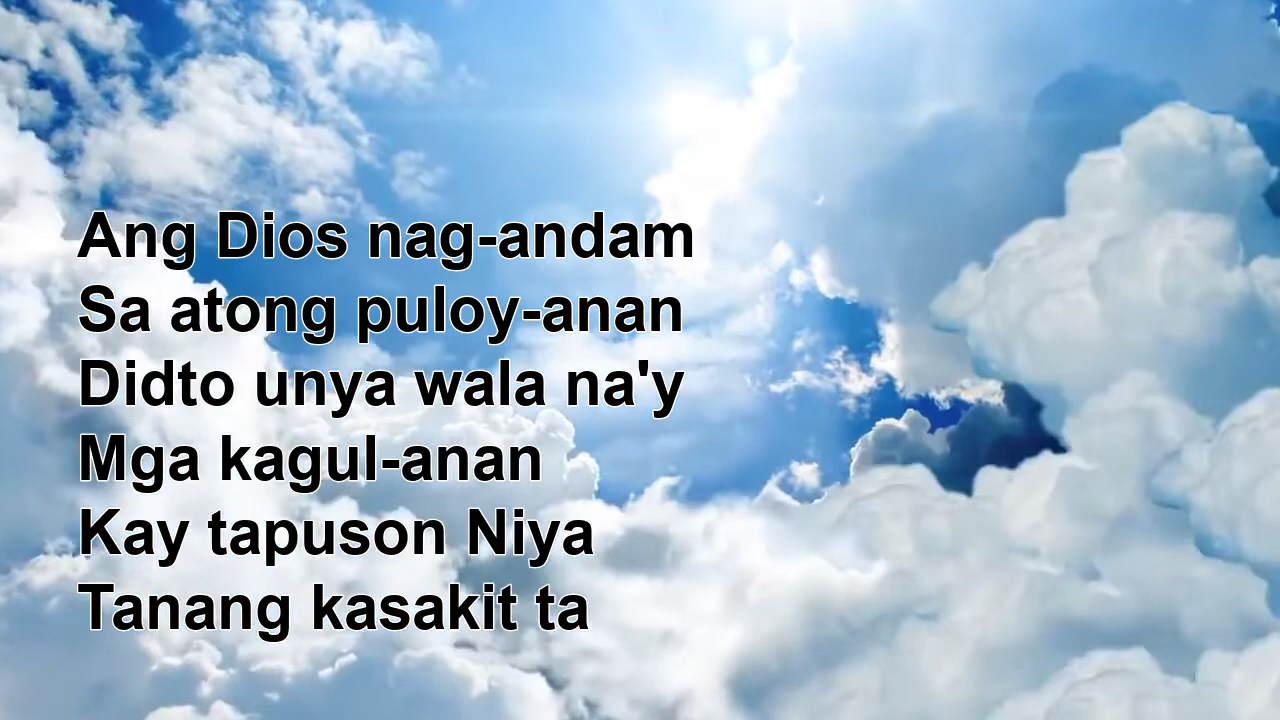 Ang Dios nag-andam
Sa atong puloy-anan
Didto unya wala na'y
Mga kagul-anan
Kay tapuson Niya
Tanang kasakit ta